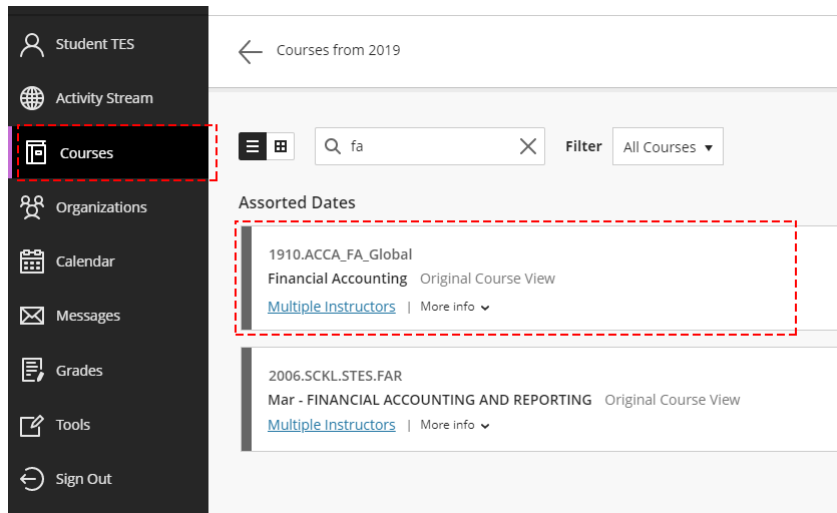 Student TES
Activity Stream
Courses
Organizations
Calendar
Messages
Grades
Tools
Sign Out
Courses from 2019
fa
Filter All Courses
Assorted Dates
1910.ACCA_FA_Global
Financial Accounting Original Course View
Multiple Instructors | More info
2006.SCKL.STES.FAR
Mar - FINANCIAL ACCOUNTING AND REPORTING Original Course View
Multiple Instructors | More info